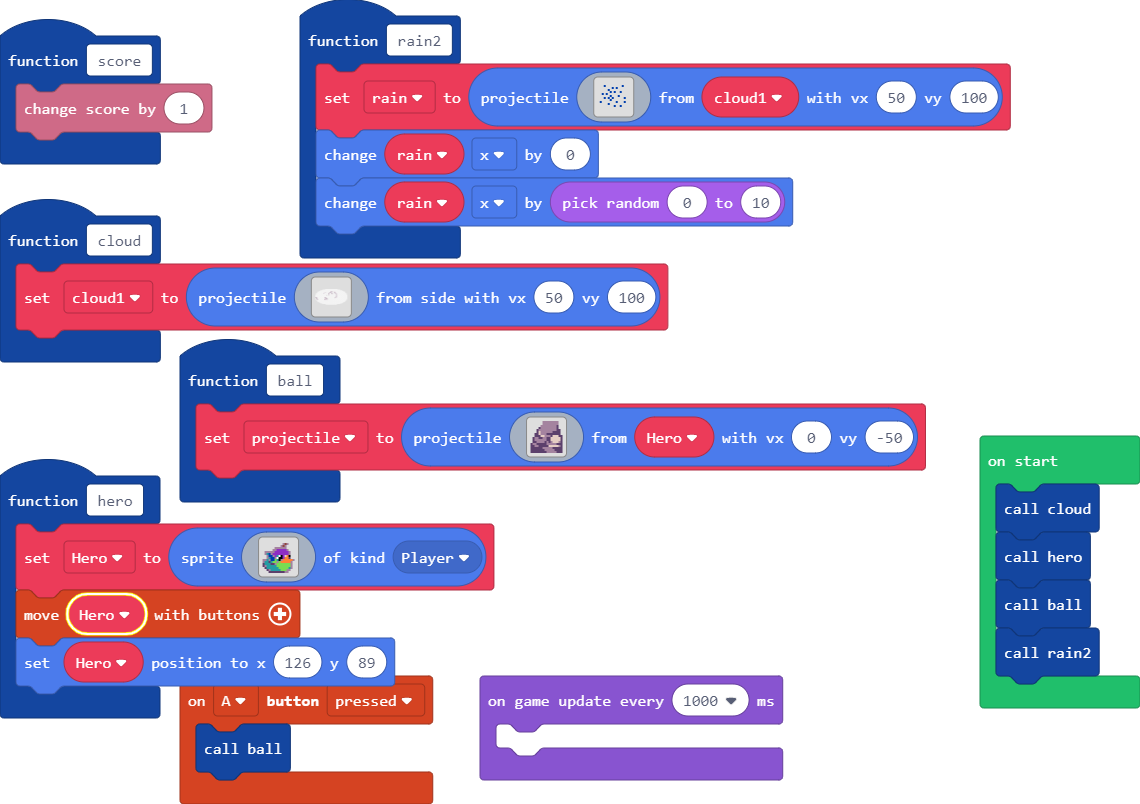 function score
change score by 1
function rain2
set rain to projectile from cloud1 with vx 50 vy 100
change rain x by 0
change rain x by pick random 0 to 10
function cloud
set cloud1 to projectile from side with vx 50 vy 100
function ball
set projectile to projectile from Hero with vx 0 vy -50
function hero
set Hero to sprite of kind Player
move Hero with buttons
set Hero position to x 126 y 89
on A button pressed
call ball
on game update every 1000 ms
on start
call cloud
call hero
call ball
call rain2